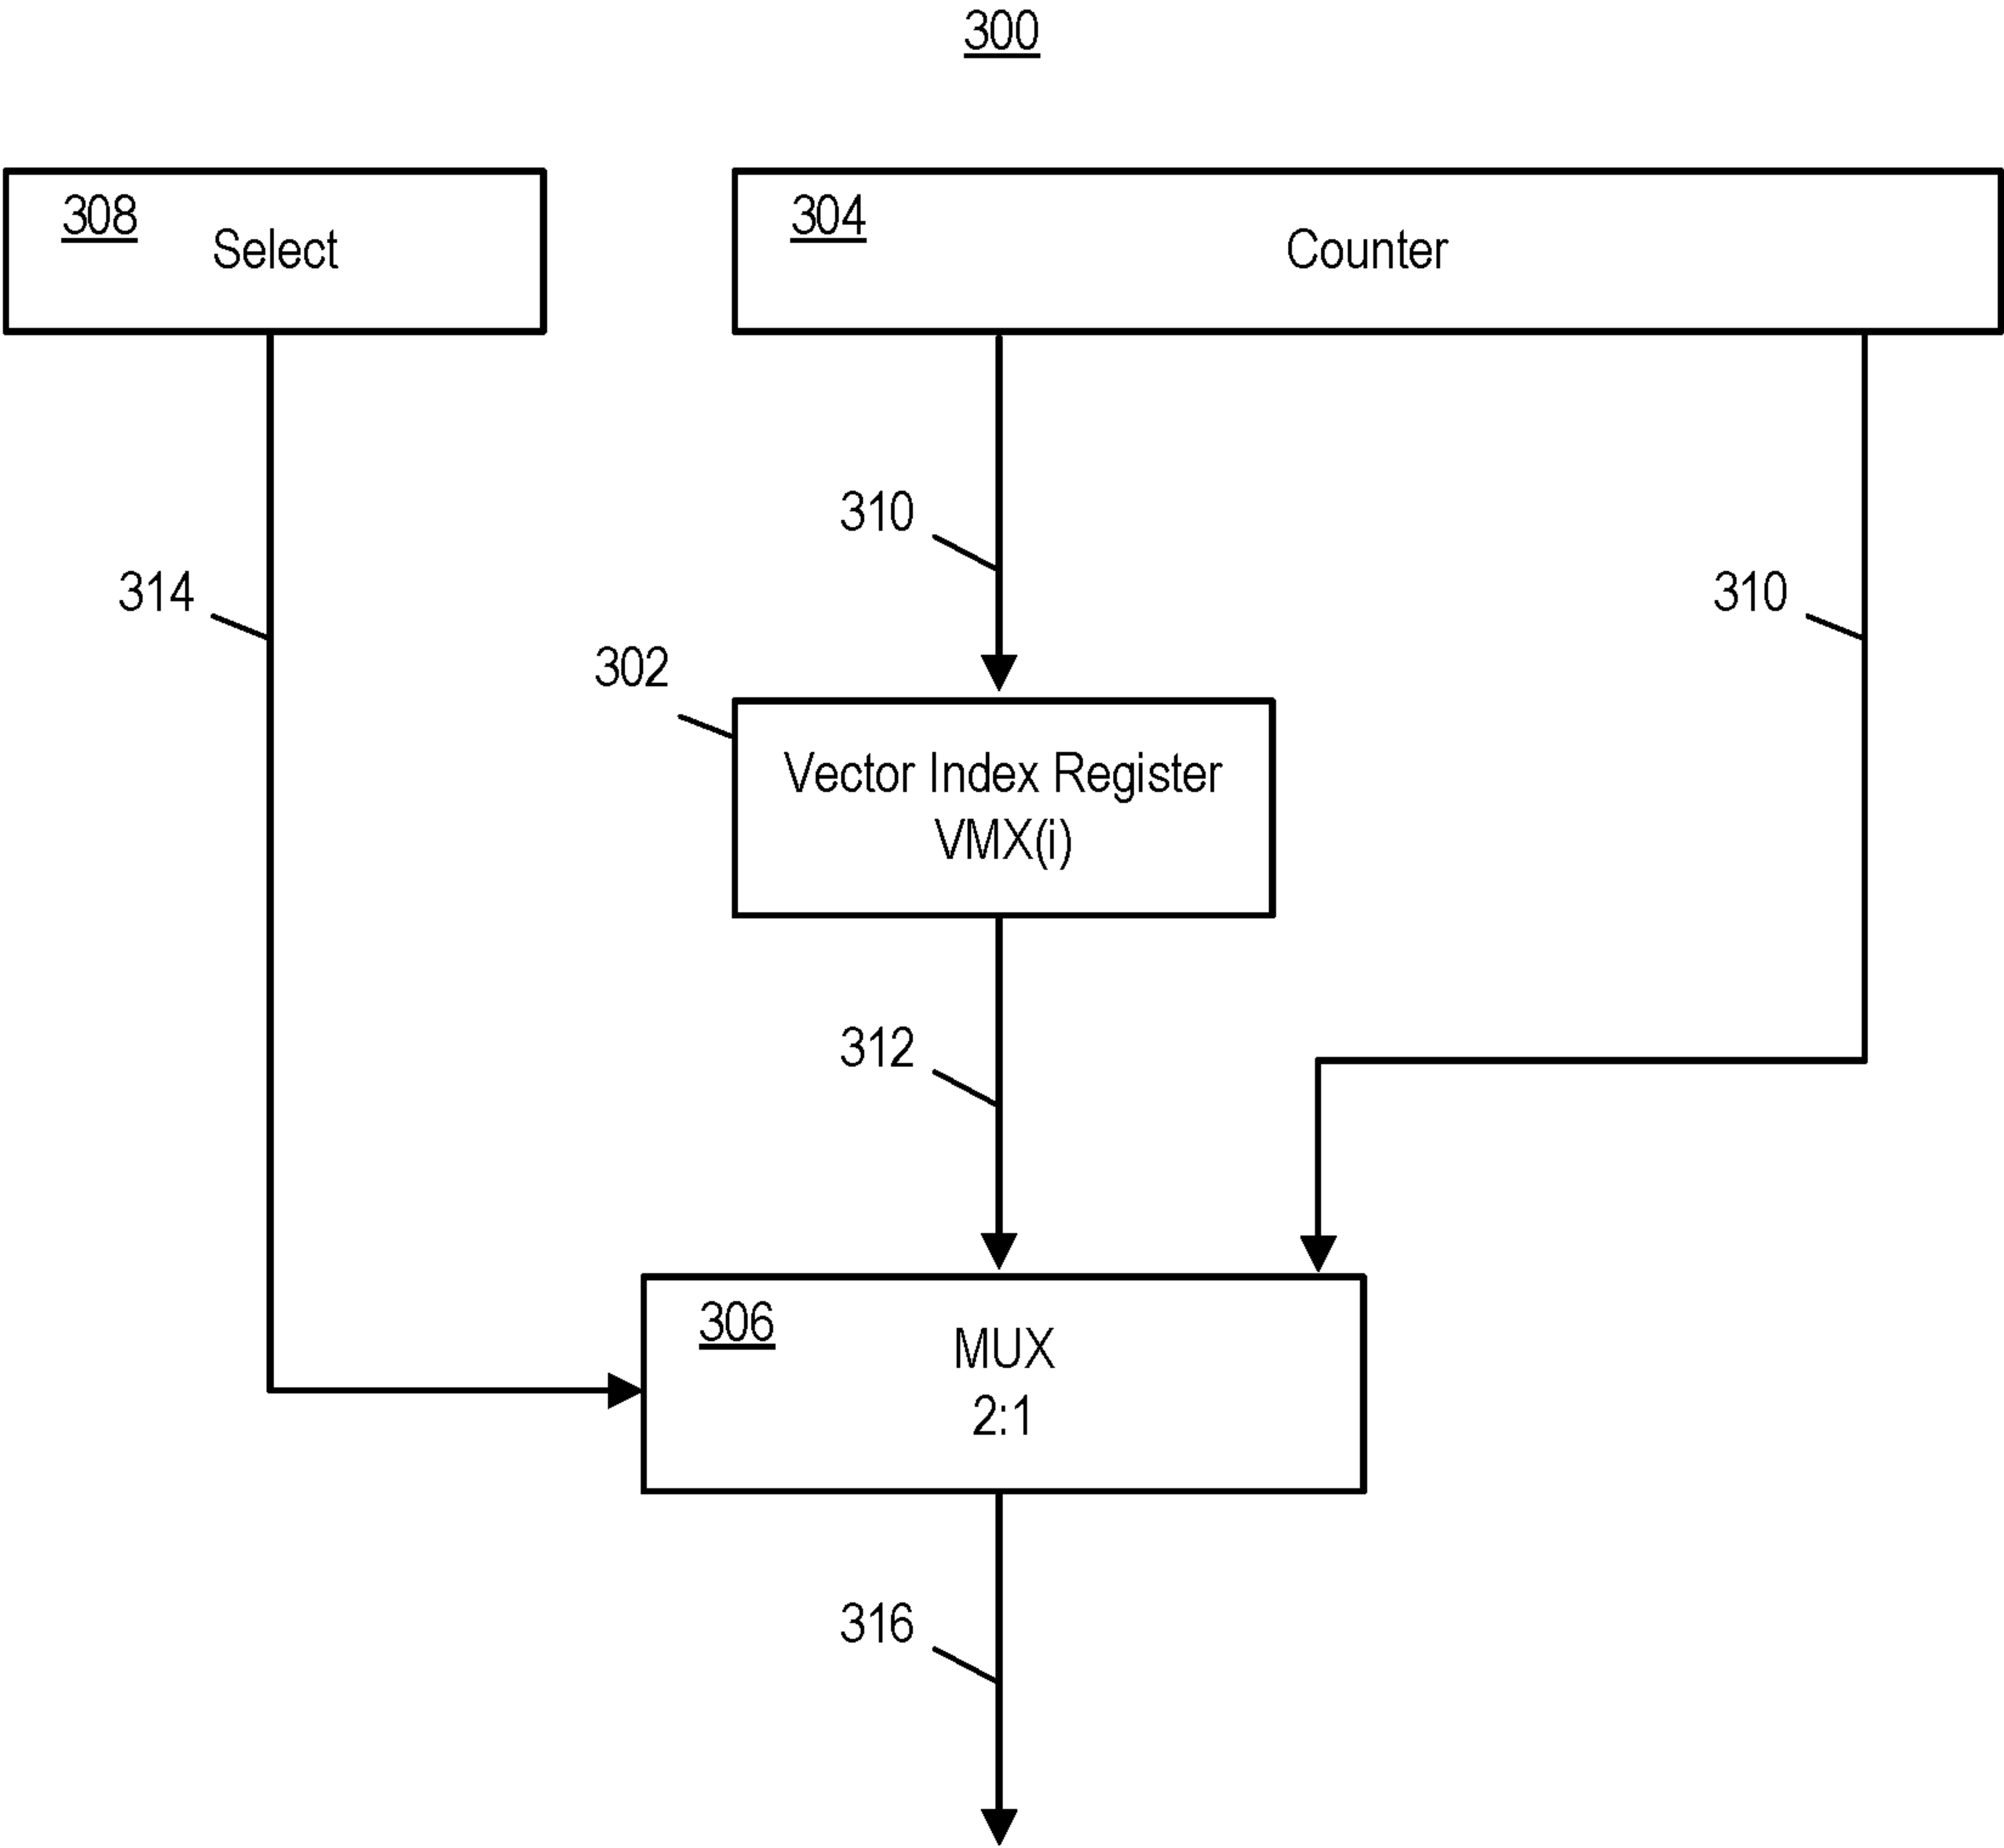 300
308
Select
304
Counter
310
314
310
302
Vector Index Register
VMX(i)
312
306
MUX
2:1
316